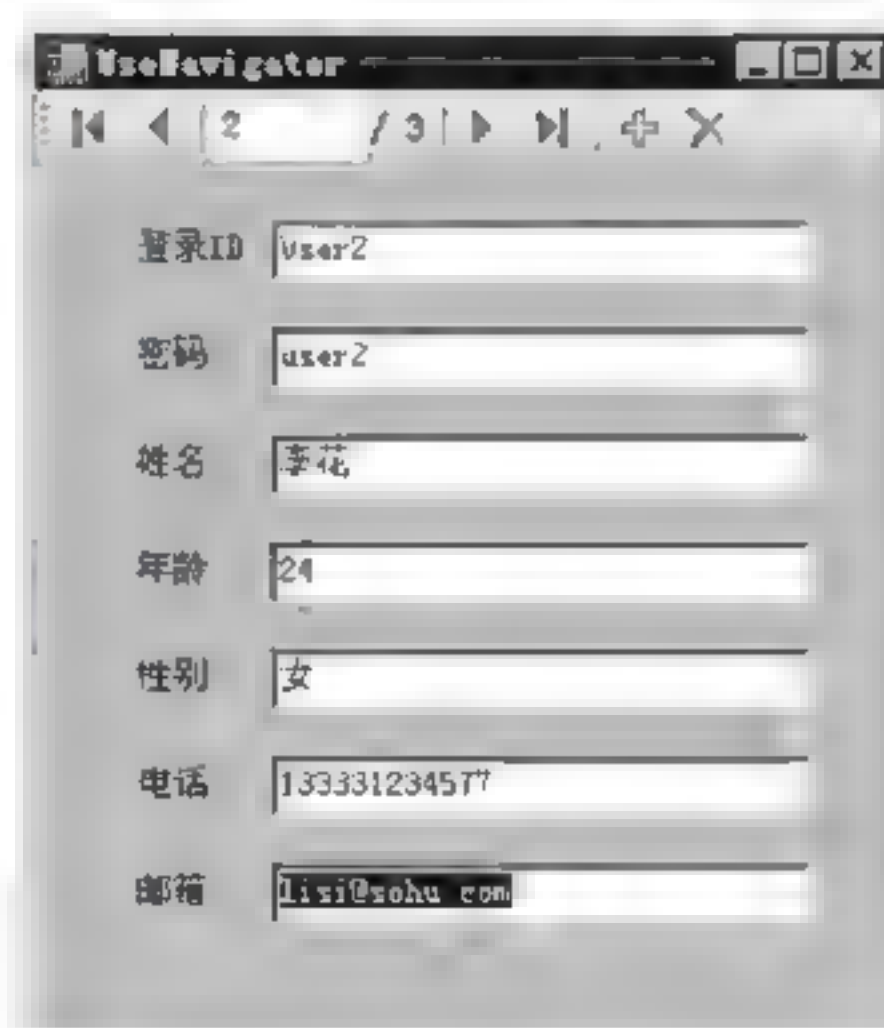 UseNavigator
2 / 3
登录ID user2
密码 user2
姓名 李花
年龄 24
性别 女
电话 13333123457
邮箱 lisi@sohu.com